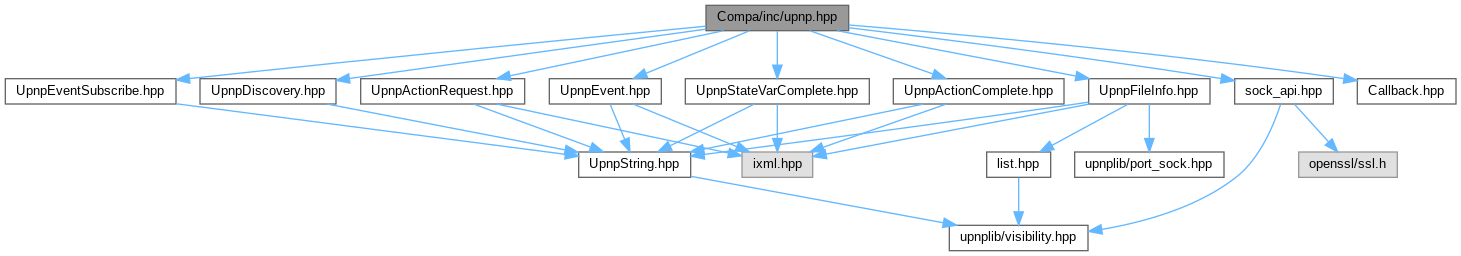 Compa/inc/upnp.hpp
UpnpEventSubscribe.hpp
UpnpDiscovery.hpp
UpnpActionRequest.hpp
UpnpEvent.hpp
UpnpStateVarComplete.hpp
UpnpActionComplete.hpp
UpnpFileInfo.hpp
sock_api.hpp
Callback.hpp
UpnpString.hpp
ixml.hpp
list.hpp
upnplib/port_sock.hpp
openssl/ssl.h
upnplib/visibility.hpp